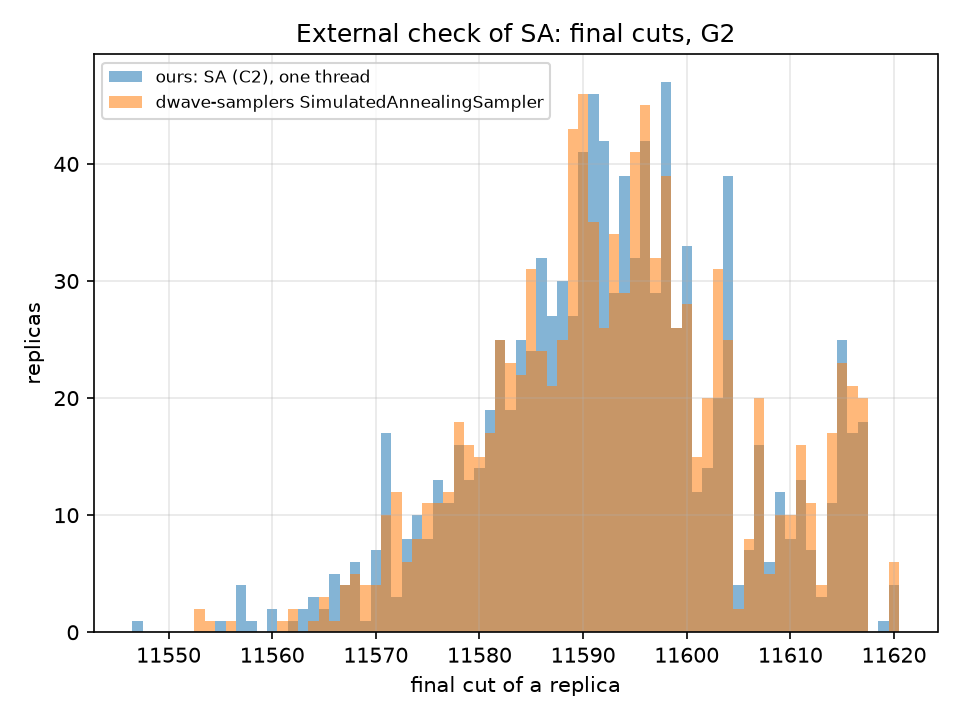 External check of SA: final cuts, G2
ours: SA (C2), one thread
dwave-samplers SimulatedAnnealingSampler
replicas
40
30
20
10
0
11550 11560 11570 11580 11590 11600 11610 11620
final cut of a replica